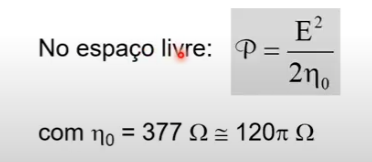 No espaço livre: 𝒫 = E² / 2η₀
com η₀ = 377 Ω ≅ 120π Ω